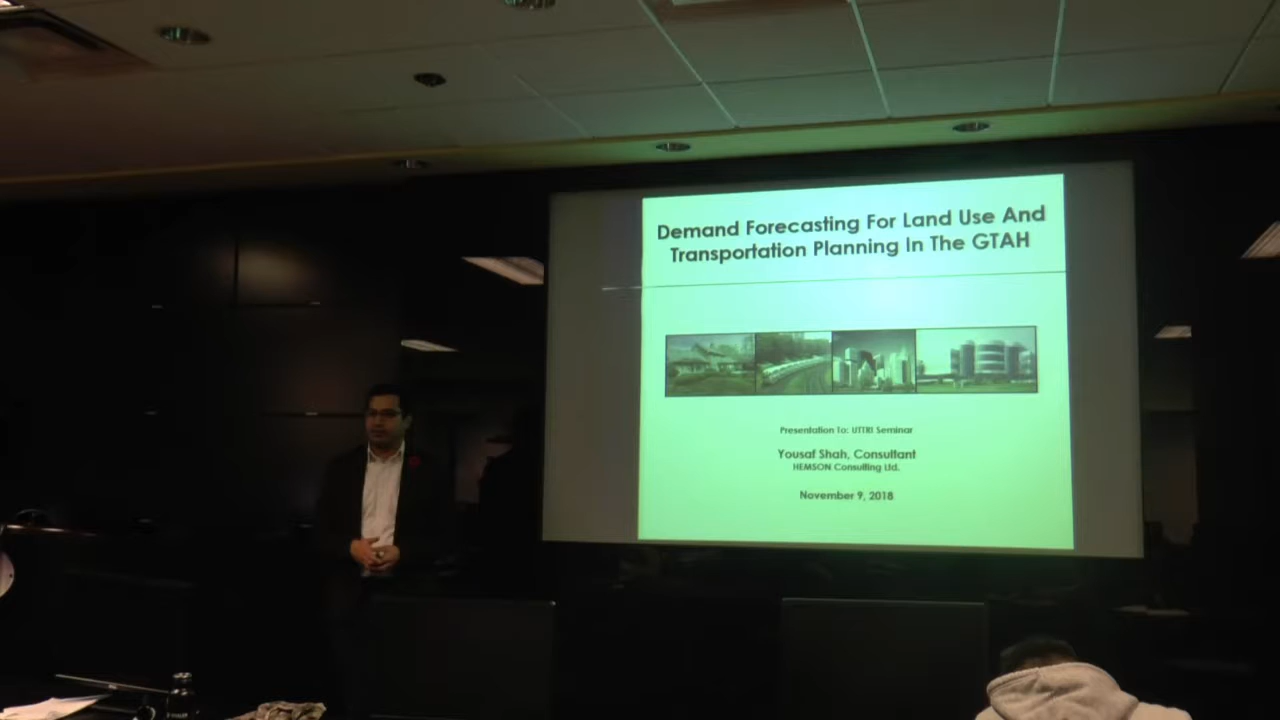 Demand Forecasting For Land Use And
Transportation Planning In The GTAH
Presentation To: UTTRI Seminar
Yousaf Shah, Consultant
HEMSON Consulting Ltd.
November 9, 2018